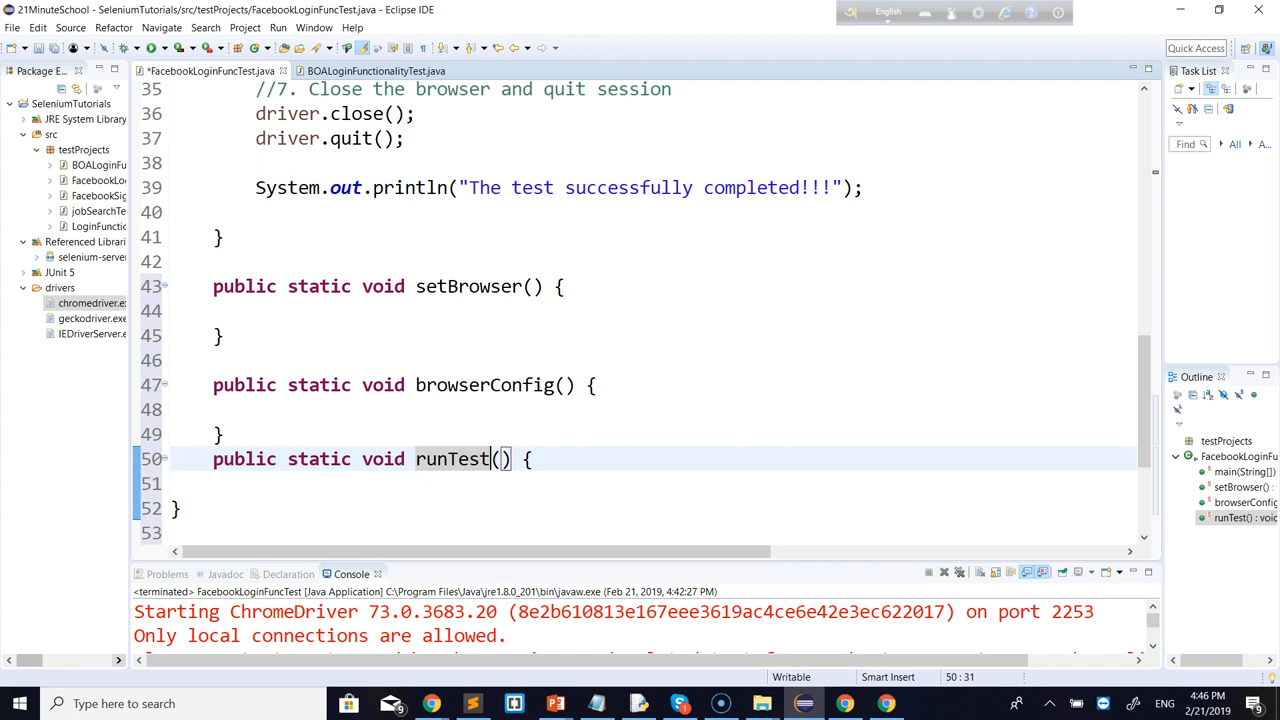 21MinuteSchool - SeleniumTutorials/src/testProjects/FacebookLoginFuncTest.java - Eclipse IDE
English
File Edit Source Refactor Navigate Search Project Run Window Help
Quick Access
Package E...
*FacebookLoginFuncTest.java
BOALoginFunctionalityTest.java
Task List
SeleniumTutorials
JRE System Library
src
testProjects
BOALoginFu
FacebookLo
FacebookSig
jobSearchTe
LoginFunctio
Referenced Librari
selenium-serve
JUnit 5
drivers
chromedriver.e
geckodriver.exe
IEDriverServer.e
35 //7. Close the browser and quit session
36 driver.close();
37 driver.quit();
38
39 System.out.println("The test successfully completed!!!");
40
41 }
42
43 public static void setBrowser() {
44
45 }
46
47 public static void browserConfig() {
48
49 }
50 public static void runTest() {
51
52 }
53
Find All A...
Outline
testProjects
FacebookLoginFu
main(String[])
setBrowser() :
browserConfig
runTest() : void
Problems Javadoc Declaration Console
<terminated> FacebookLoginFuncTest [Java Application] C:\Program Files\Java\jre1.8.0_201\bin\javaw.exe (Feb 21, 2019, 4:42:27 PM)
Starting ChromeDriver 73.0.3683.20 (8e2b610813e167eee3619ac4ce6e42e3ec622017) on port 2253
Only local connections are allowed.
Writable Smart Insert 50 : 31
Type here to search
9
ENG
4:46 PM
2/21/2019
9